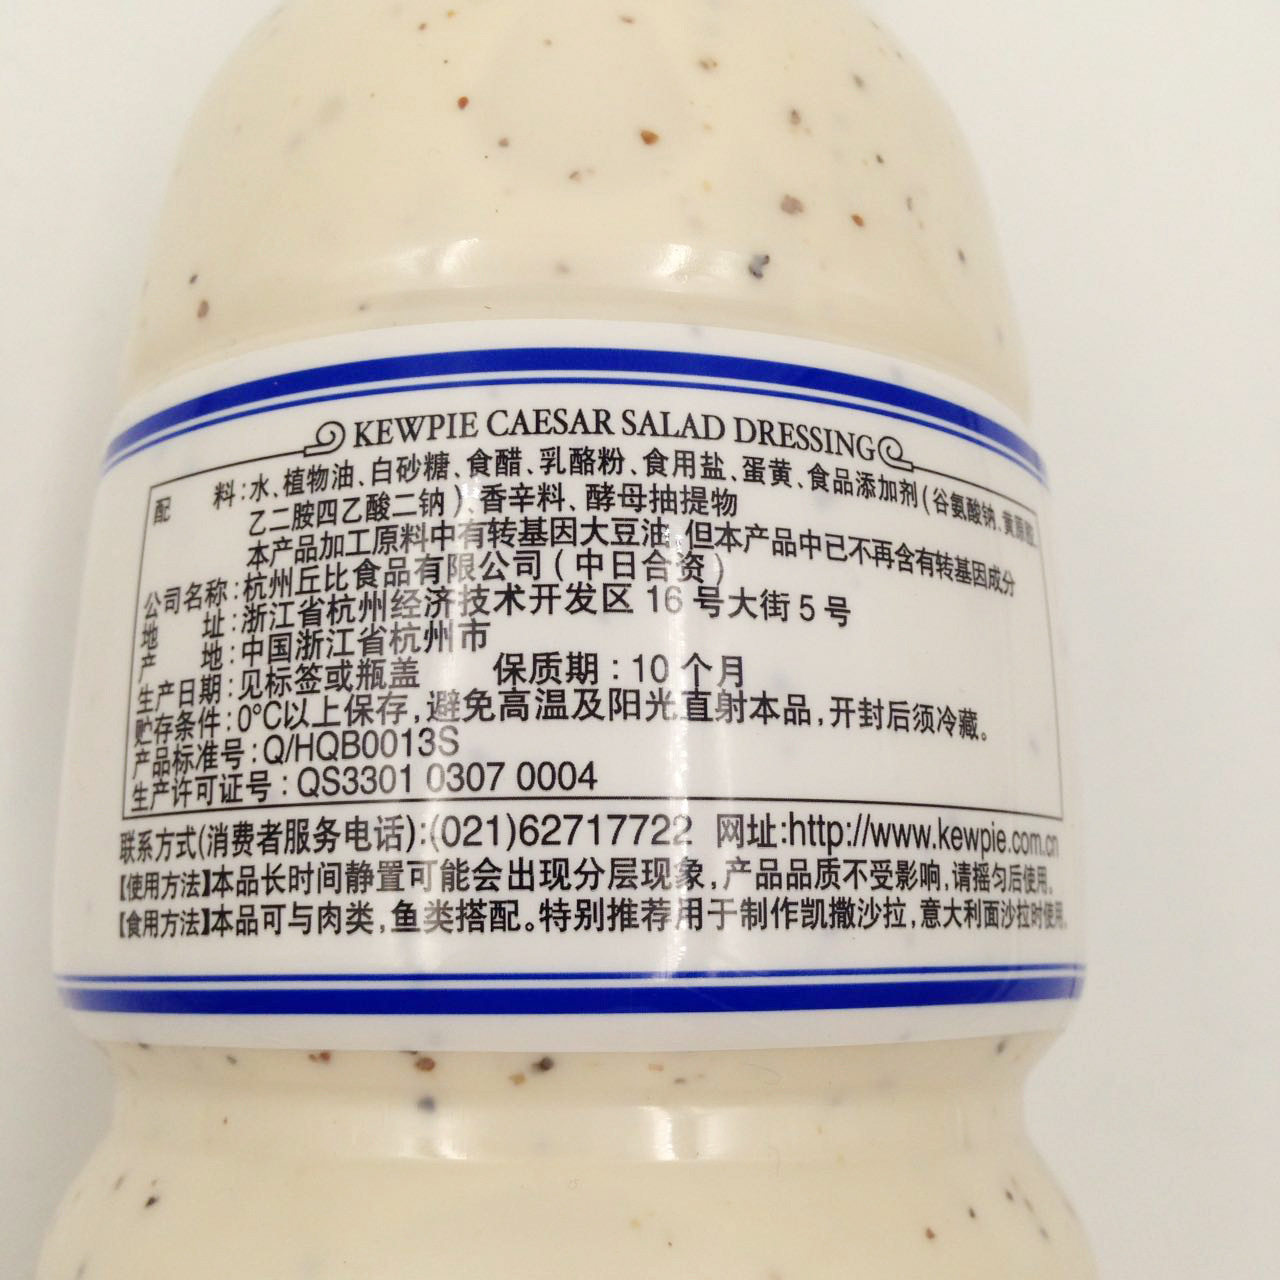 KEWPIE CAESAR SALAD DRESSING
配 料:水、植物油、白砂糖、食醋、乳酪粉、食用盐、蛋黄、食品添加剂(谷氨酸钠、黄原胶、
乙二胺四乙酸二钠)、香辛料、酵母抽提物
本产品加工原料中有转基因大豆油,但本产品中已不再含有转基因成分
公司名称:杭州丘比食品有限公司(中日合资)
地 址:浙江省杭州经济技术开发区 16 号大街 5 号
产 地:中国浙江省杭州市
生产日期:见标签或瓶盖 保质期:10 个月
贮存条件:0°C以上保存,避免高温及阳光直射本品,开封后须冷藏。
产品标准号:Q/HQB0013S
生产许可证号:QS3301 0307 0004
联系方式(消费者服务电话):(021)62717722 网址:http://www.kewpie.com.cn
【使用方法】本品长时间静置可能会出现分层现象,产品品质不受影响,请摇匀后使用。
【食用方法】本品可与肉类,鱼类搭配。特别推荐用于制作凯撒沙拉,意大利面沙拉时使用。